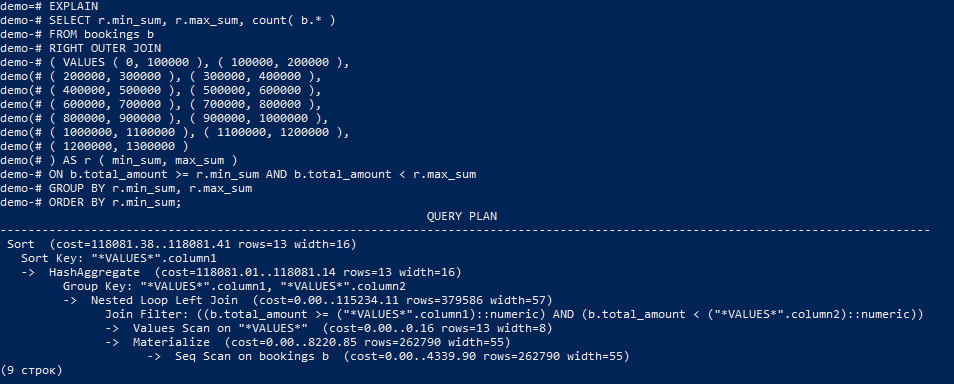 demo=# EXPLAIN
demo-# SELECT r.min_sum, r.max_sum, count( b.* )
demo-# FROM bookings b
demo-# RIGHT OUTER JOIN
demo-# ( VALUES ( 0, 100000 ), ( 100000, 200000 ),
demo(# ( 200000, 300000 ), ( 300000, 400000 ),
demo(# ( 400000, 500000 ), ( 500000, 600000 ),
demo(# ( 600000, 700000 ), ( 700000, 800000 ),
demo(# ( 800000, 900000 ), ( 900000, 1000000 ),
demo(# ( 1000000, 1100000 ), ( 1100000, 1200000 ),
demo(# ( 1200000, 1300000 )
demo(# ) AS r ( min_sum, max_sum )
demo-# ON b.total_amount >= r.min_sum AND b.total_amount < r.max_sum
demo-# GROUP BY r.min_sum, r.max_sum
demo-# ORDER BY r.min_sum;
QUERY PLAN
-----------------------------------------------------------------------------------------------------------------------------------------
Sort (cost=118081.38..118081.41 rows=13 width=16)
Sort Key: "*VALUES*".column1
-> HashAggregate (cost=118081.01..118081.14 rows=13 width=16)
Group Key: "*VALUES*".column1, "*VALUES*".column2
-> Nested Loop Left Join (cost=0.00..115234.11 rows=379586 width=57)
Join Filter: ((b.total_amount >= ("*VALUES*".column1)::numeric) AND (b.total_amount < ("*VALUES*".column2)::numeric))
-> Values Scan on "*VALUES*" (cost=0.00..0.16 rows=13 width=8)
-> Materialize (cost=0.00..8220.85 rows=262790 width=55)
-> Seq Scan on bookings b (cost=0.00..4339.90 rows=262790 width=55)
(9 строк)